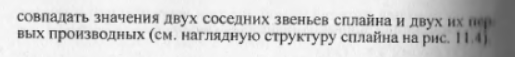 совпадать значения двух соседних звеньев сплайна и двух их пер-
вых производных (см. наглядную структуру сплайна на рис. 11.4).